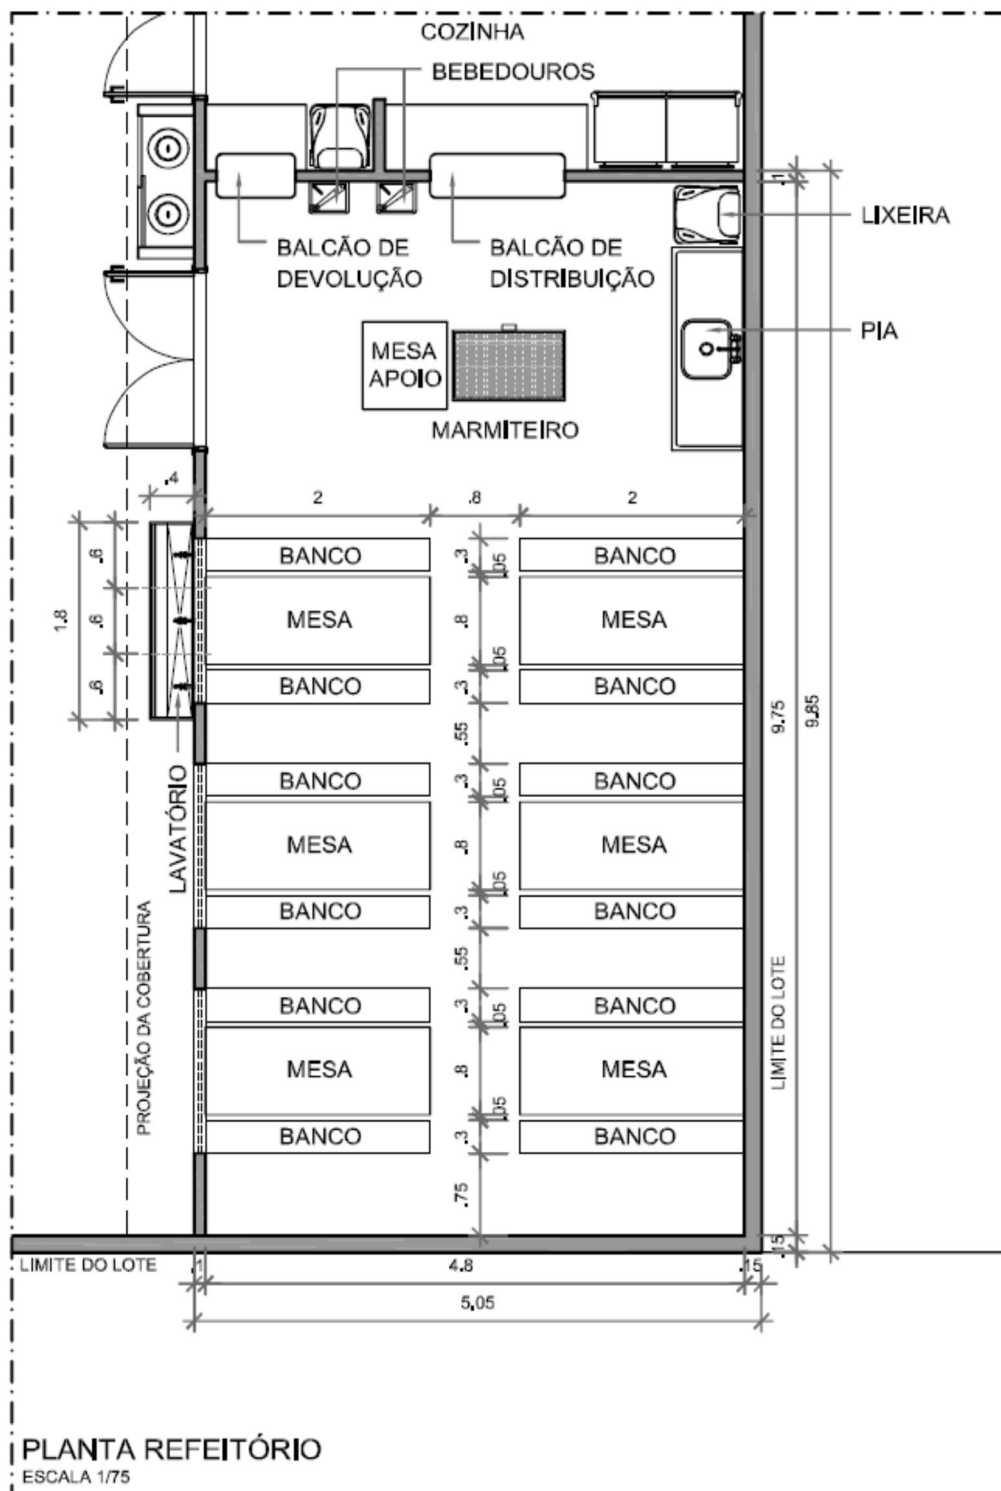 COZINHA
BEBEDOUROS
.1
LIXEIRA
BALCÃO DE
DEVOLUÇÃO
BALCÃO DE
DISTRIBUIÇÃO
PIA
MESA
APOIO
MARMITEIRO
.4
2
.8
2
BANCO
.3
.05
BANCO
.6
1.8
.6
.6
MESA
.8
MESA
.05
BANCO
.3
BANCO
9.75
9.85
.55
LAVATÓRIO
BANCO
.3
.05
BANCO
MESA
.8
MESA
.05
BANCO
.3
BANCO
.55
PROJEÇÃO DA COBERTURA
LIMITE DO LOTE
BANCO
.3
.05
BANCO
MESA
.8
MESA
.05
BANCO
.3
BANCO
.75
.15
LIMITE DO LOTE
.1
4.8
.15
5.05
PLANTA REFEITÓRIO
ESCALA 1/75